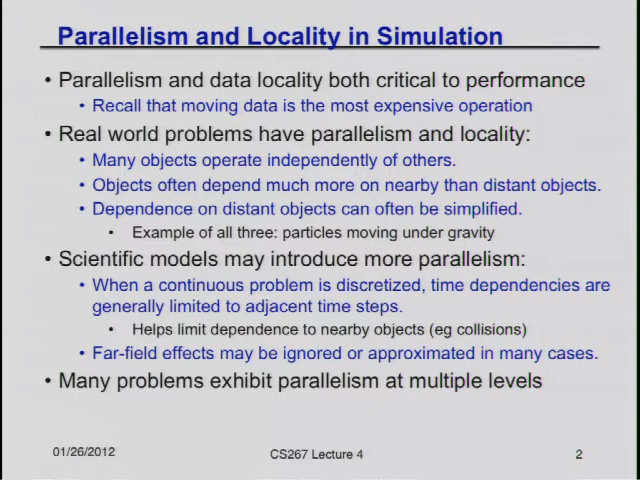 Parallelism and Locality in Simulation
• Parallelism and data locality both critical to performance
• Recall that moving data is the most expensive operation
• Real world problems have parallelism and locality:
• Many objects operate independently of others.
• Objects often depend much more on nearby than distant objects.
• Dependence on distant objects can often be simplified.
• Example of all three: particles moving under gravity
• Scientific models may introduce more parallelism:
• When a continuous problem is discretized, time dependencies are
generally limited to adjacent time steps.
• Helps limit dependence to nearby objects (eg collisions)
• Far-field effects may be ignored or approximated in many cases.
• Many problems exhibit parallelism at multiple levels
01/26/2012
CS267 Lecture 4
2